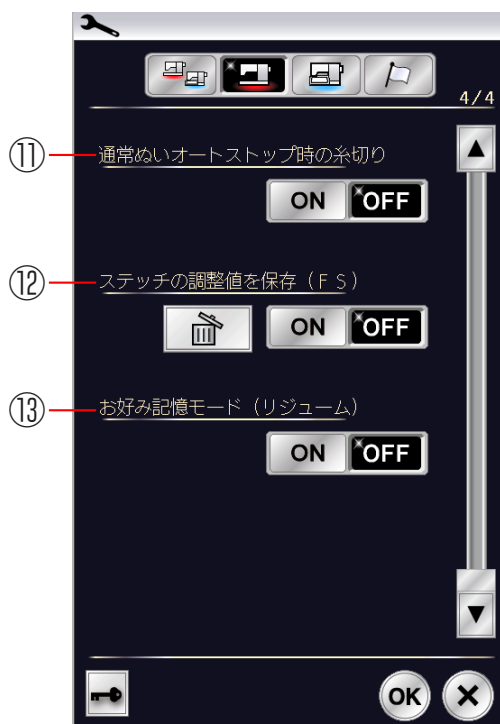 4/4
⑪ 通常ぬいオートストップ時の糸切り
ON OFF
⑫ ステッチの調整値を保存（ＦＳ）
ON OFF
⑬ お好み記憶モード（リジューム）
ON OFF
OK